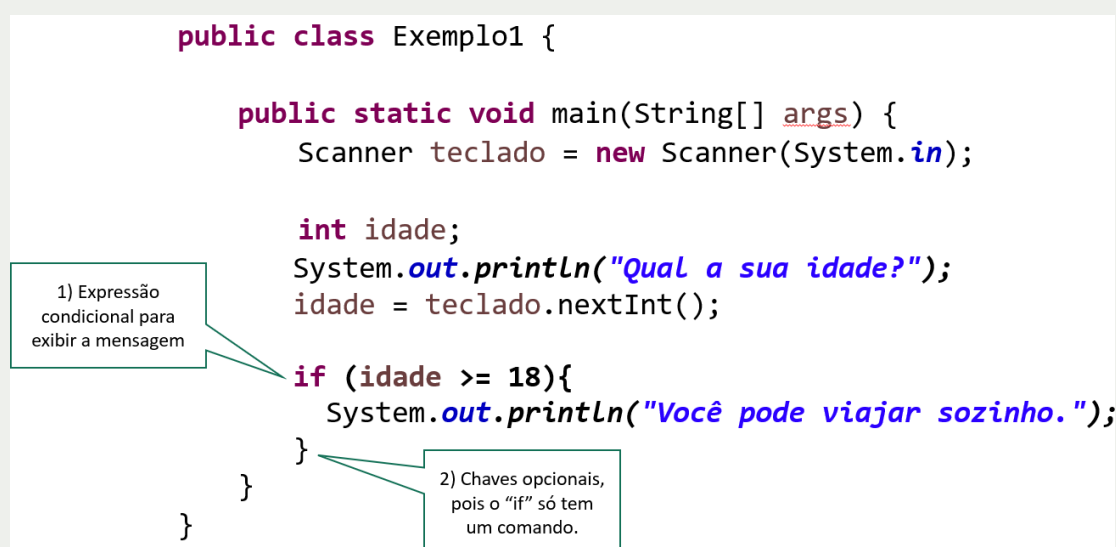 public class Exemplo1 {
public static void main(String[] args) {
Scanner teclado = new Scanner(System.in);
int idade;
System.out.println("Qual a sua idade?");
idade = teclado.nextInt();
1) Expressão
condicional para
exibir a mensagem
if (idade >= 18){
System.out.println("Você pode viajar sozinho.");
}
2) Chaves opcionais,
pois o “if” só tem
um comando.
}
}